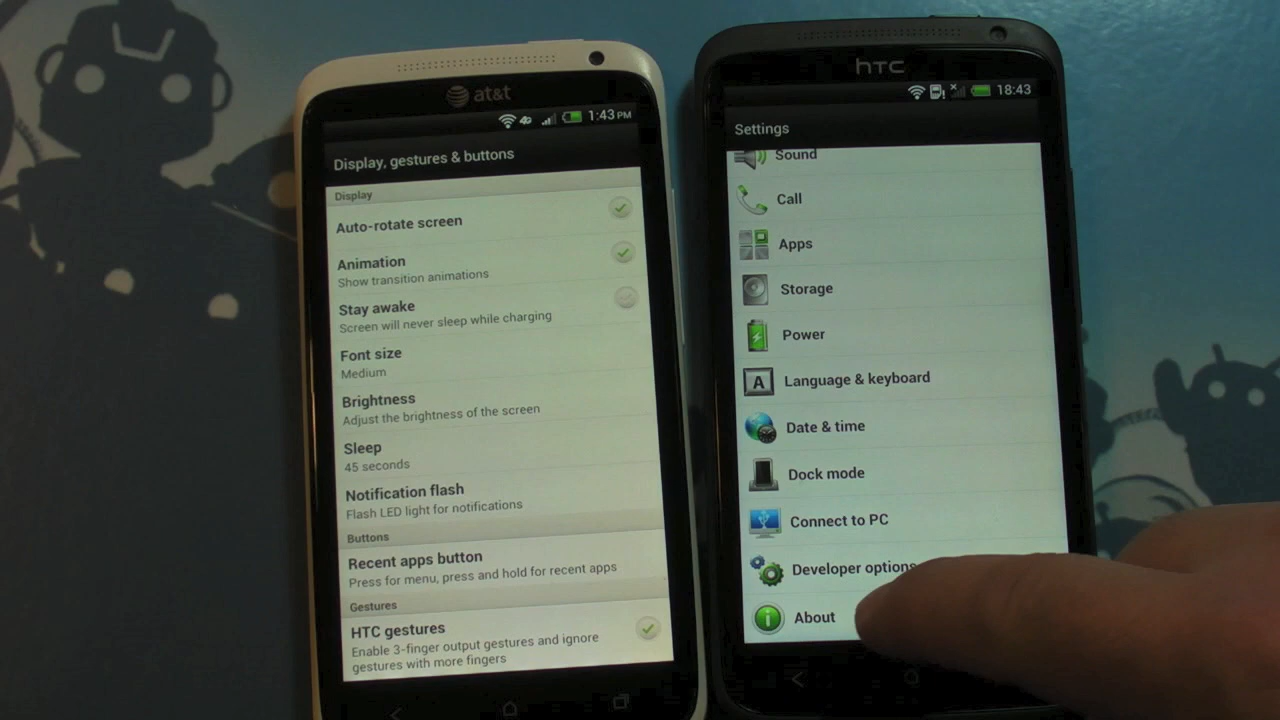 at&t
4G
1:43 PM
Display, gestures & buttons
Display
Auto-rotate screen
Animation
Show transition animations
Stay awake
Screen will never sleep while charging
Font size
Medium
Brightness
Adjust the brightness of the screen
Sleep
45 seconds
Notification flash
Flash LED light for notifications
Buttons
Recent apps button
Press for menu, press and hold for recent apps
Gestures
HTC gestures
Enable 3-finger output gestures and ignore
gestures with more fingers
hTC
18:43
Settings
Sound
Call
Apps
Storage
Power
A
Language & keyboard
Date & time
Dock mode
Connect to PC
Developer options
About